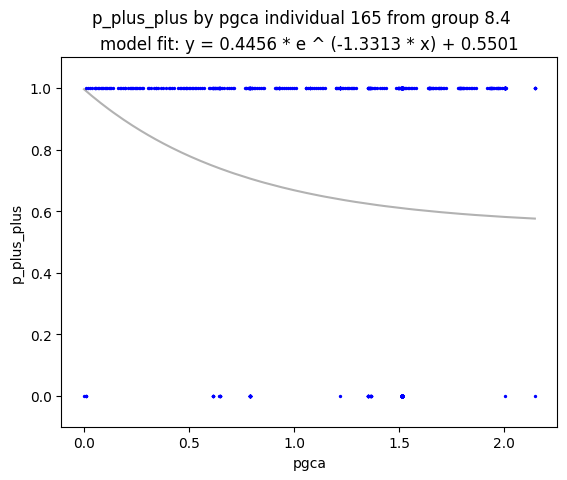 p_plus_plus by pgca individual 165 from group 8.4
model fit: y = 0.4456 * e ^ (-1.3313 * x) + 0.5501
1.0
0.8
0.6
0.4
0.2
0.0
p_plus_plus
0.0 0.5 1.0 1.5 2.0
pgca